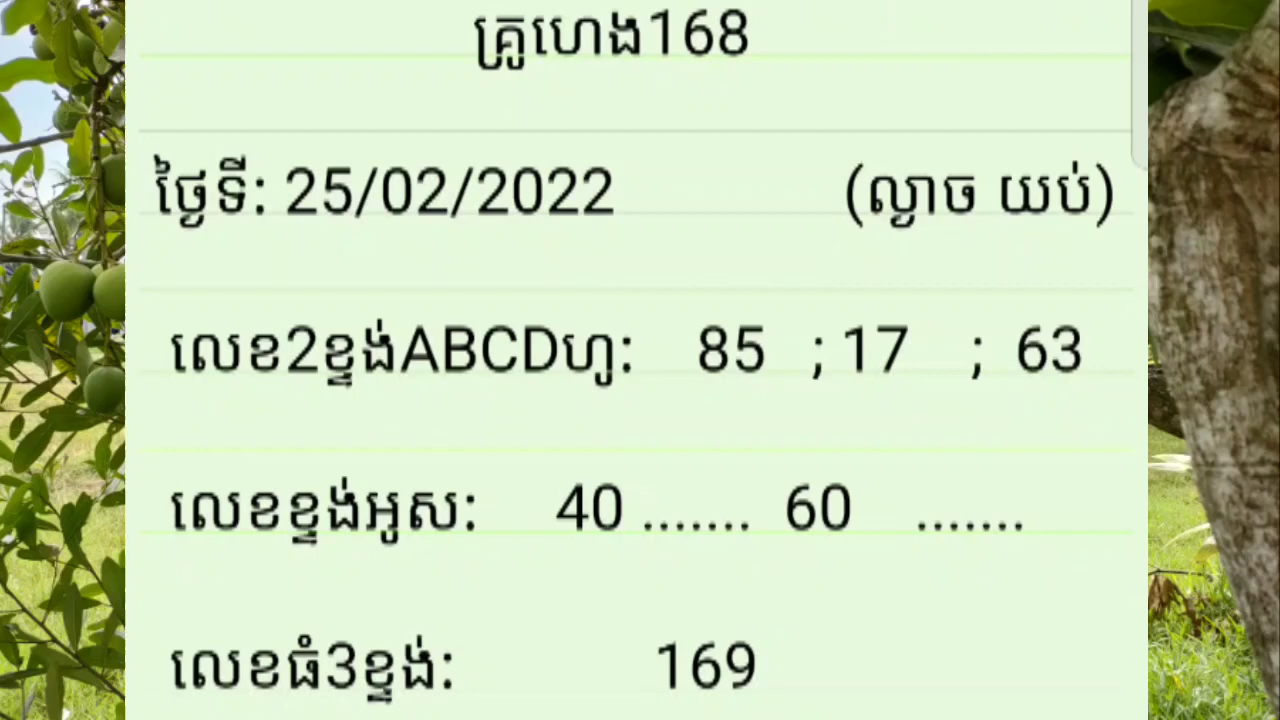 គ្រូហេង168
ថ្ងៃទី: 25/02/2022 (ល្ងាច យប់)
លេខ2ខ្ទង់ABCDហ្វ: 85 ; 17 ; 63
លេខខ្ទង់អូស: 40 ....... 60 .......
លេខធំ3ខ្ទង់: 169